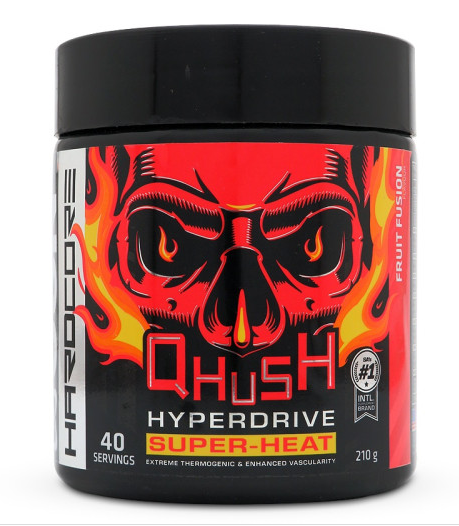 HARDCORE
FRUIT FUSION
QHUSH
HYPERDRIVE
SUPER-HEAT
EXTREME THERMOGENIC & ENHANCED VASCULARITY
40
SERVINGS
#1
INTL
BRAND
210 g